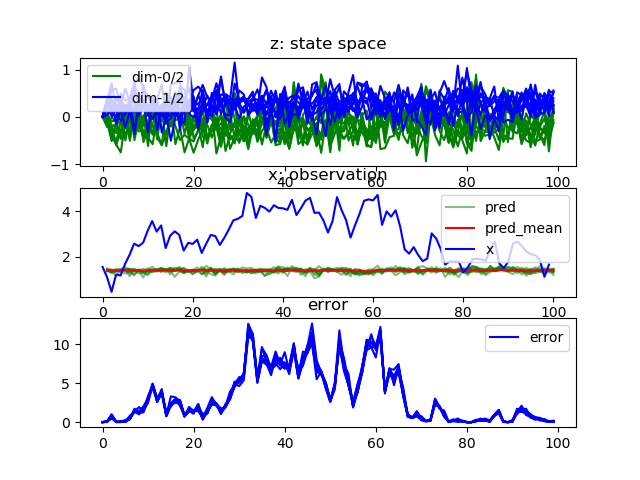 z: state space
1
0
−1
dim-0/2
dim-1/2
0 20 40 60 80 100
x: observation
4
2
pred
pred_mean
x
0 20 40 60 80 100
error
10
5
0
error
0 20 40 60 80 100